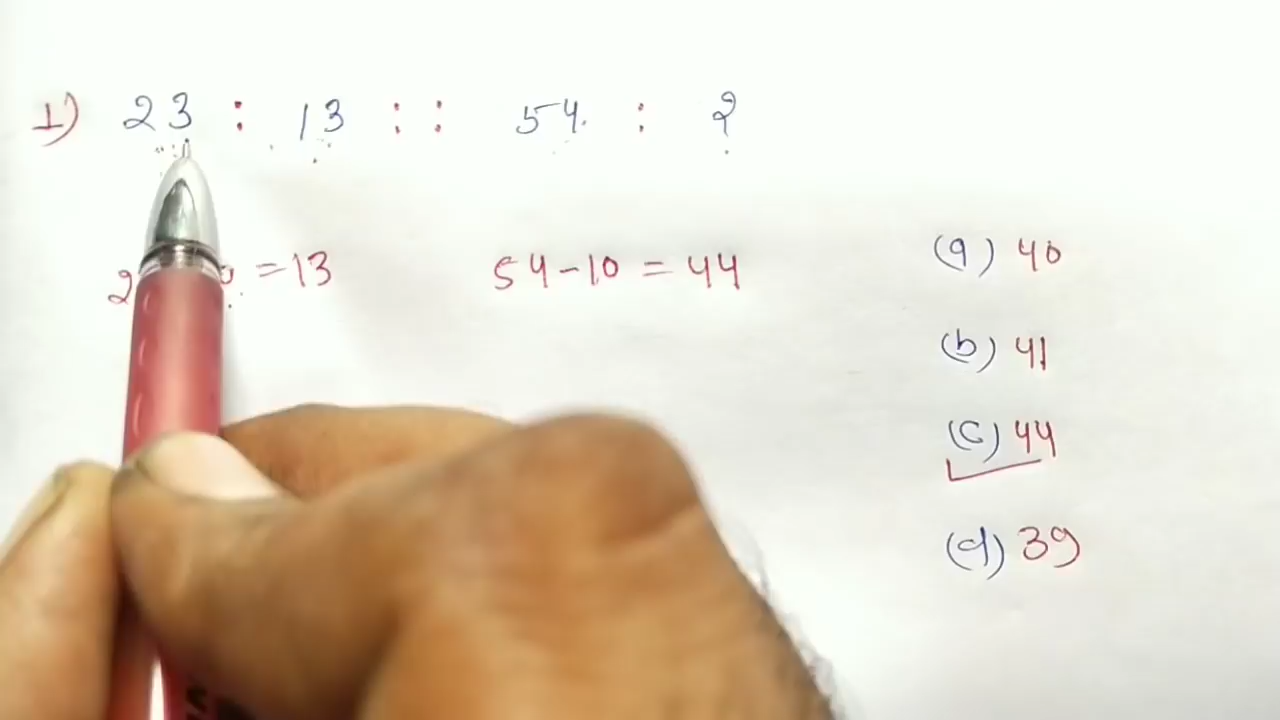 1) 23 : 13 :: 54 : ?
= 13 54 - 10 = 44
(a) 40
(b) 41
(c) 44
(d) 39